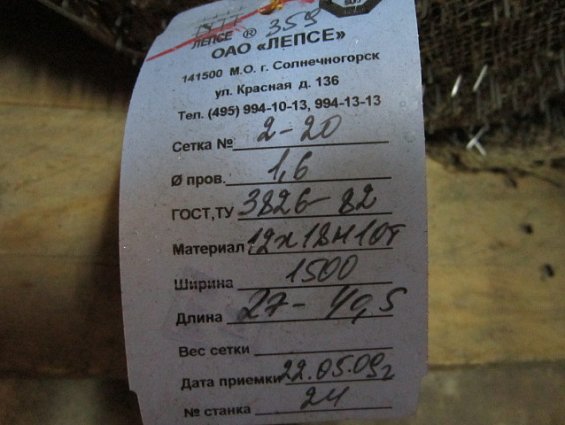 ЛЕПСЕ ® 359
ОАО «ЛЕПСЕ»
141500 М.О. г. Солнечногорск
ул. Красная д. 136
Тел. (495) 994-10-13, 994-13-13
Сетка № 2-20
Ø пров. 1,6
ГОСТ,ТУ 3826-82
Материал 12х18н10т
Ширина 1500
Длина 27-49,5
Вес сетки
Дата приемки 22.05.09г
№ станка 24